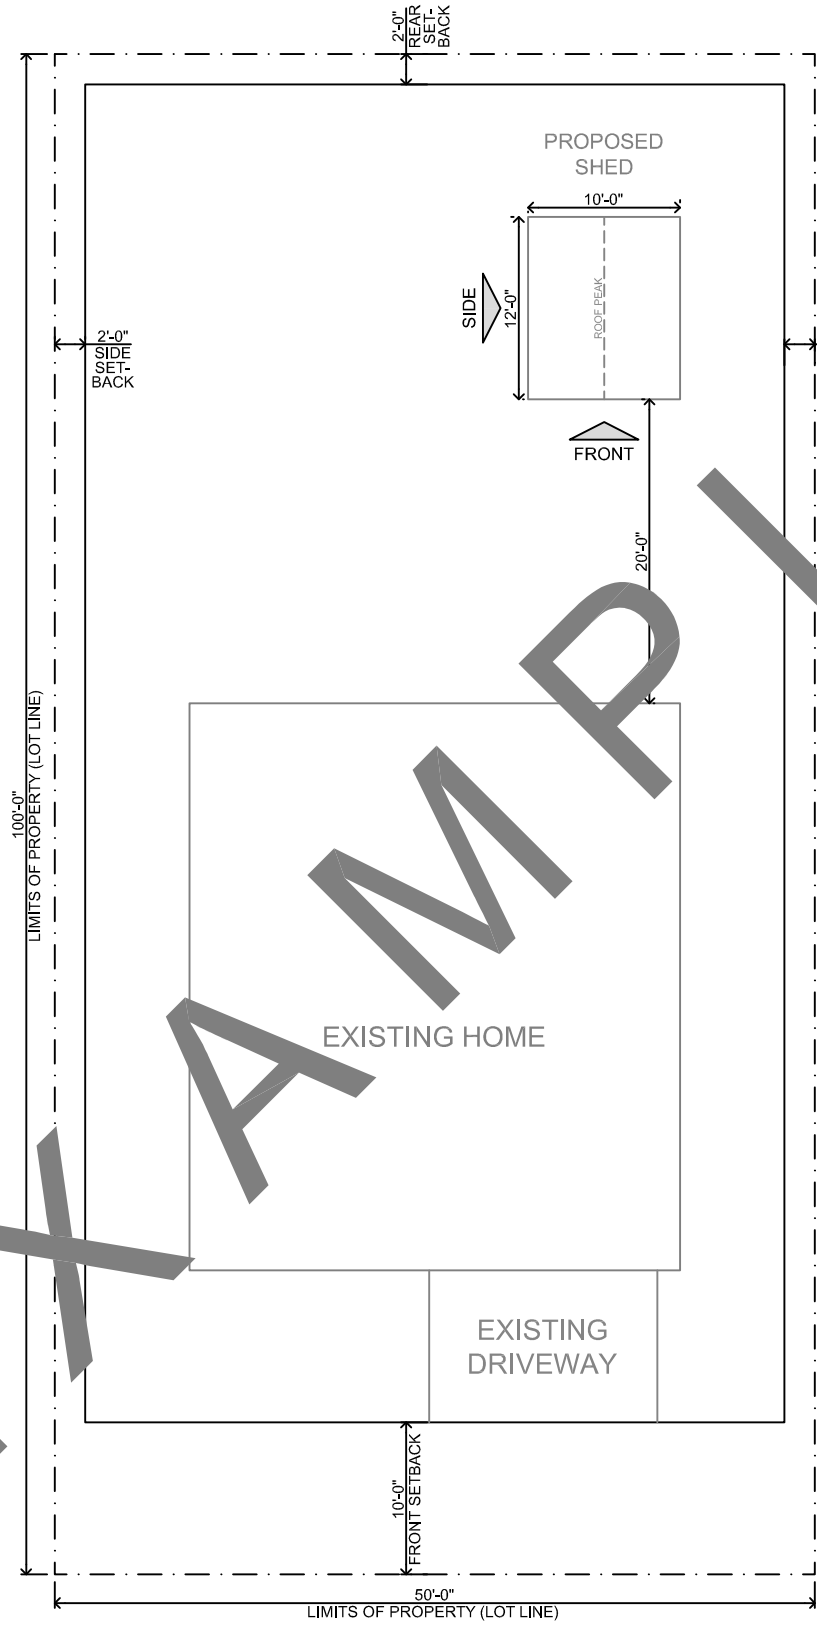 2'-0"
REAR
SET-
BACK
PROPOSED
SHED
10'-0"
SIDE
12'-0"
ROOF PEAK
2'-0"
SIDE
SET-
BACK
FRONT
20'-0"
100'-0"
LIMITS OF PROPERTY (LOT LINE)
EXISTING HOME
EXISTING
DRIVEWAY
10'-0"
FRONT SETBACK
50'-0"
LIMITS OF PROPERTY (LOT LINE)
XAMP